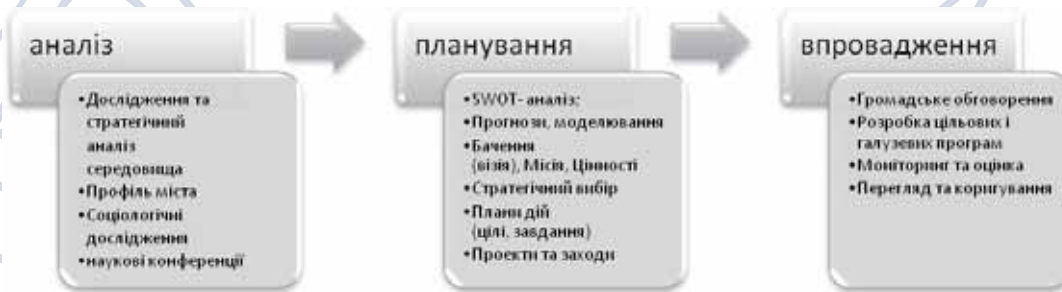 аналіз
•Дослідження та
стратегічний
аналіз
середовища
•Профіль міста
•Соціологічні
дослідження
•наукові конференції
планування
•SWOT- аналіз;
•Прогнози, моделювання
•Бачення
(візія), Місія, Цінності
•Стратегічний вибір
•Плани дій
(цілі, завдання)
•Проекти та заходи
впровадження
•Громадське обговорення
•Розробка цільових і
галузевих програм
•Моніторинг та оцінка
•Перегляд та коригування